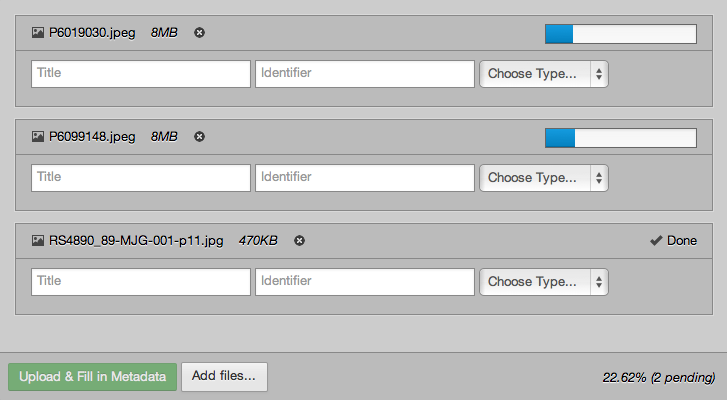 P6019030.jpeg 8MB
Title Identifier Choose Type...
P6099148.jpeg 8MB
Title Identifier Choose Type...
RS4890_89-MJG-001-p11.jpg 470KB Done
Title Identifier Choose Type...
Upload & Fill in Metadata Add files... 22.62% (2 pending)